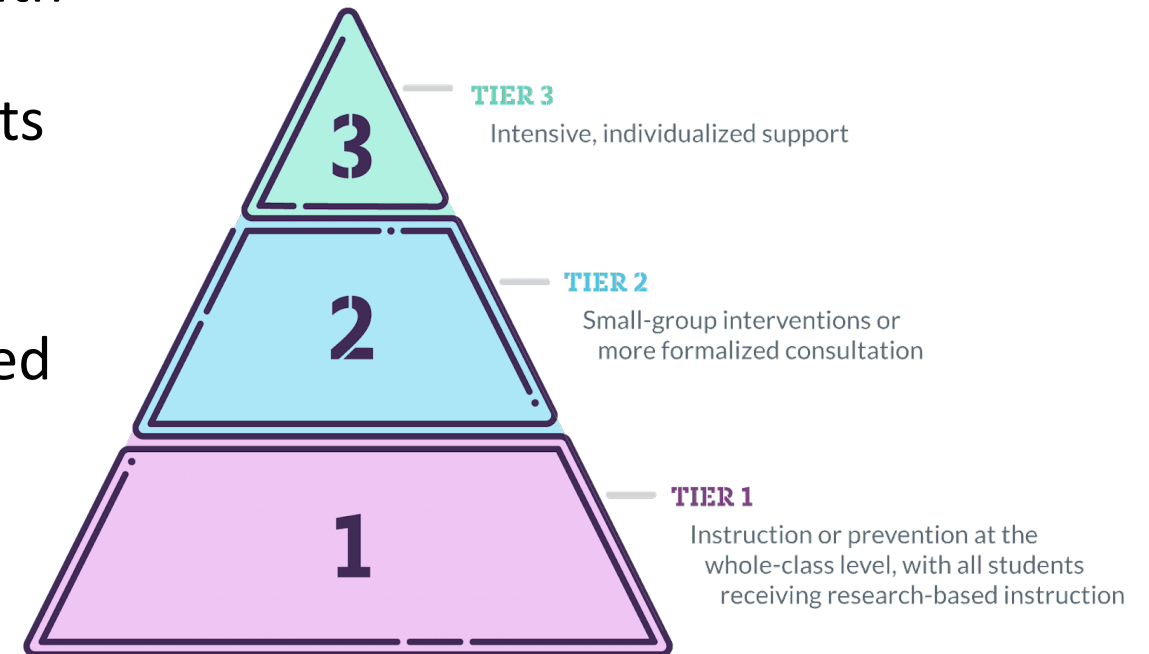 3
TIER 3
Intensive, individualized support
ts
2
TIER 2
Small-group interventions or
more formalized consultation
ed
1
TIER 1
Instruction or prevention at the
whole-class level, with all students
receiving research-based instruction